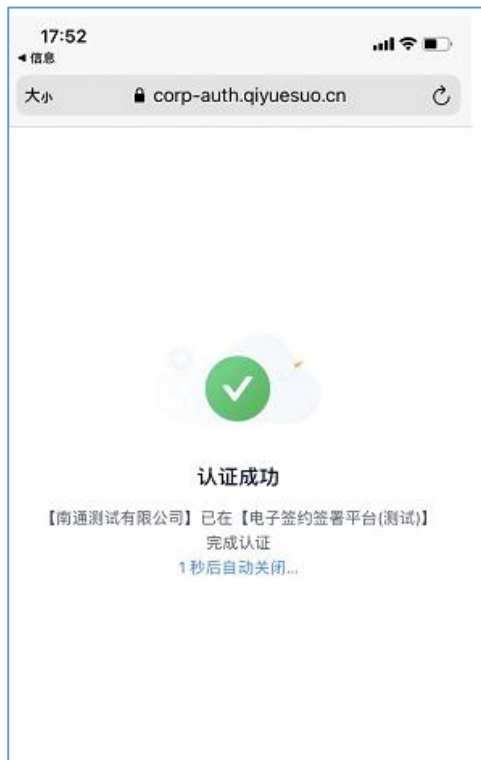 17:52
◀信息
大小 corp-auth.qiyuesuo.cn
认证成功
【南通测试有限公司】已在【电子签约签署平台(测试)】
完成认证
1秒后自动关闭...